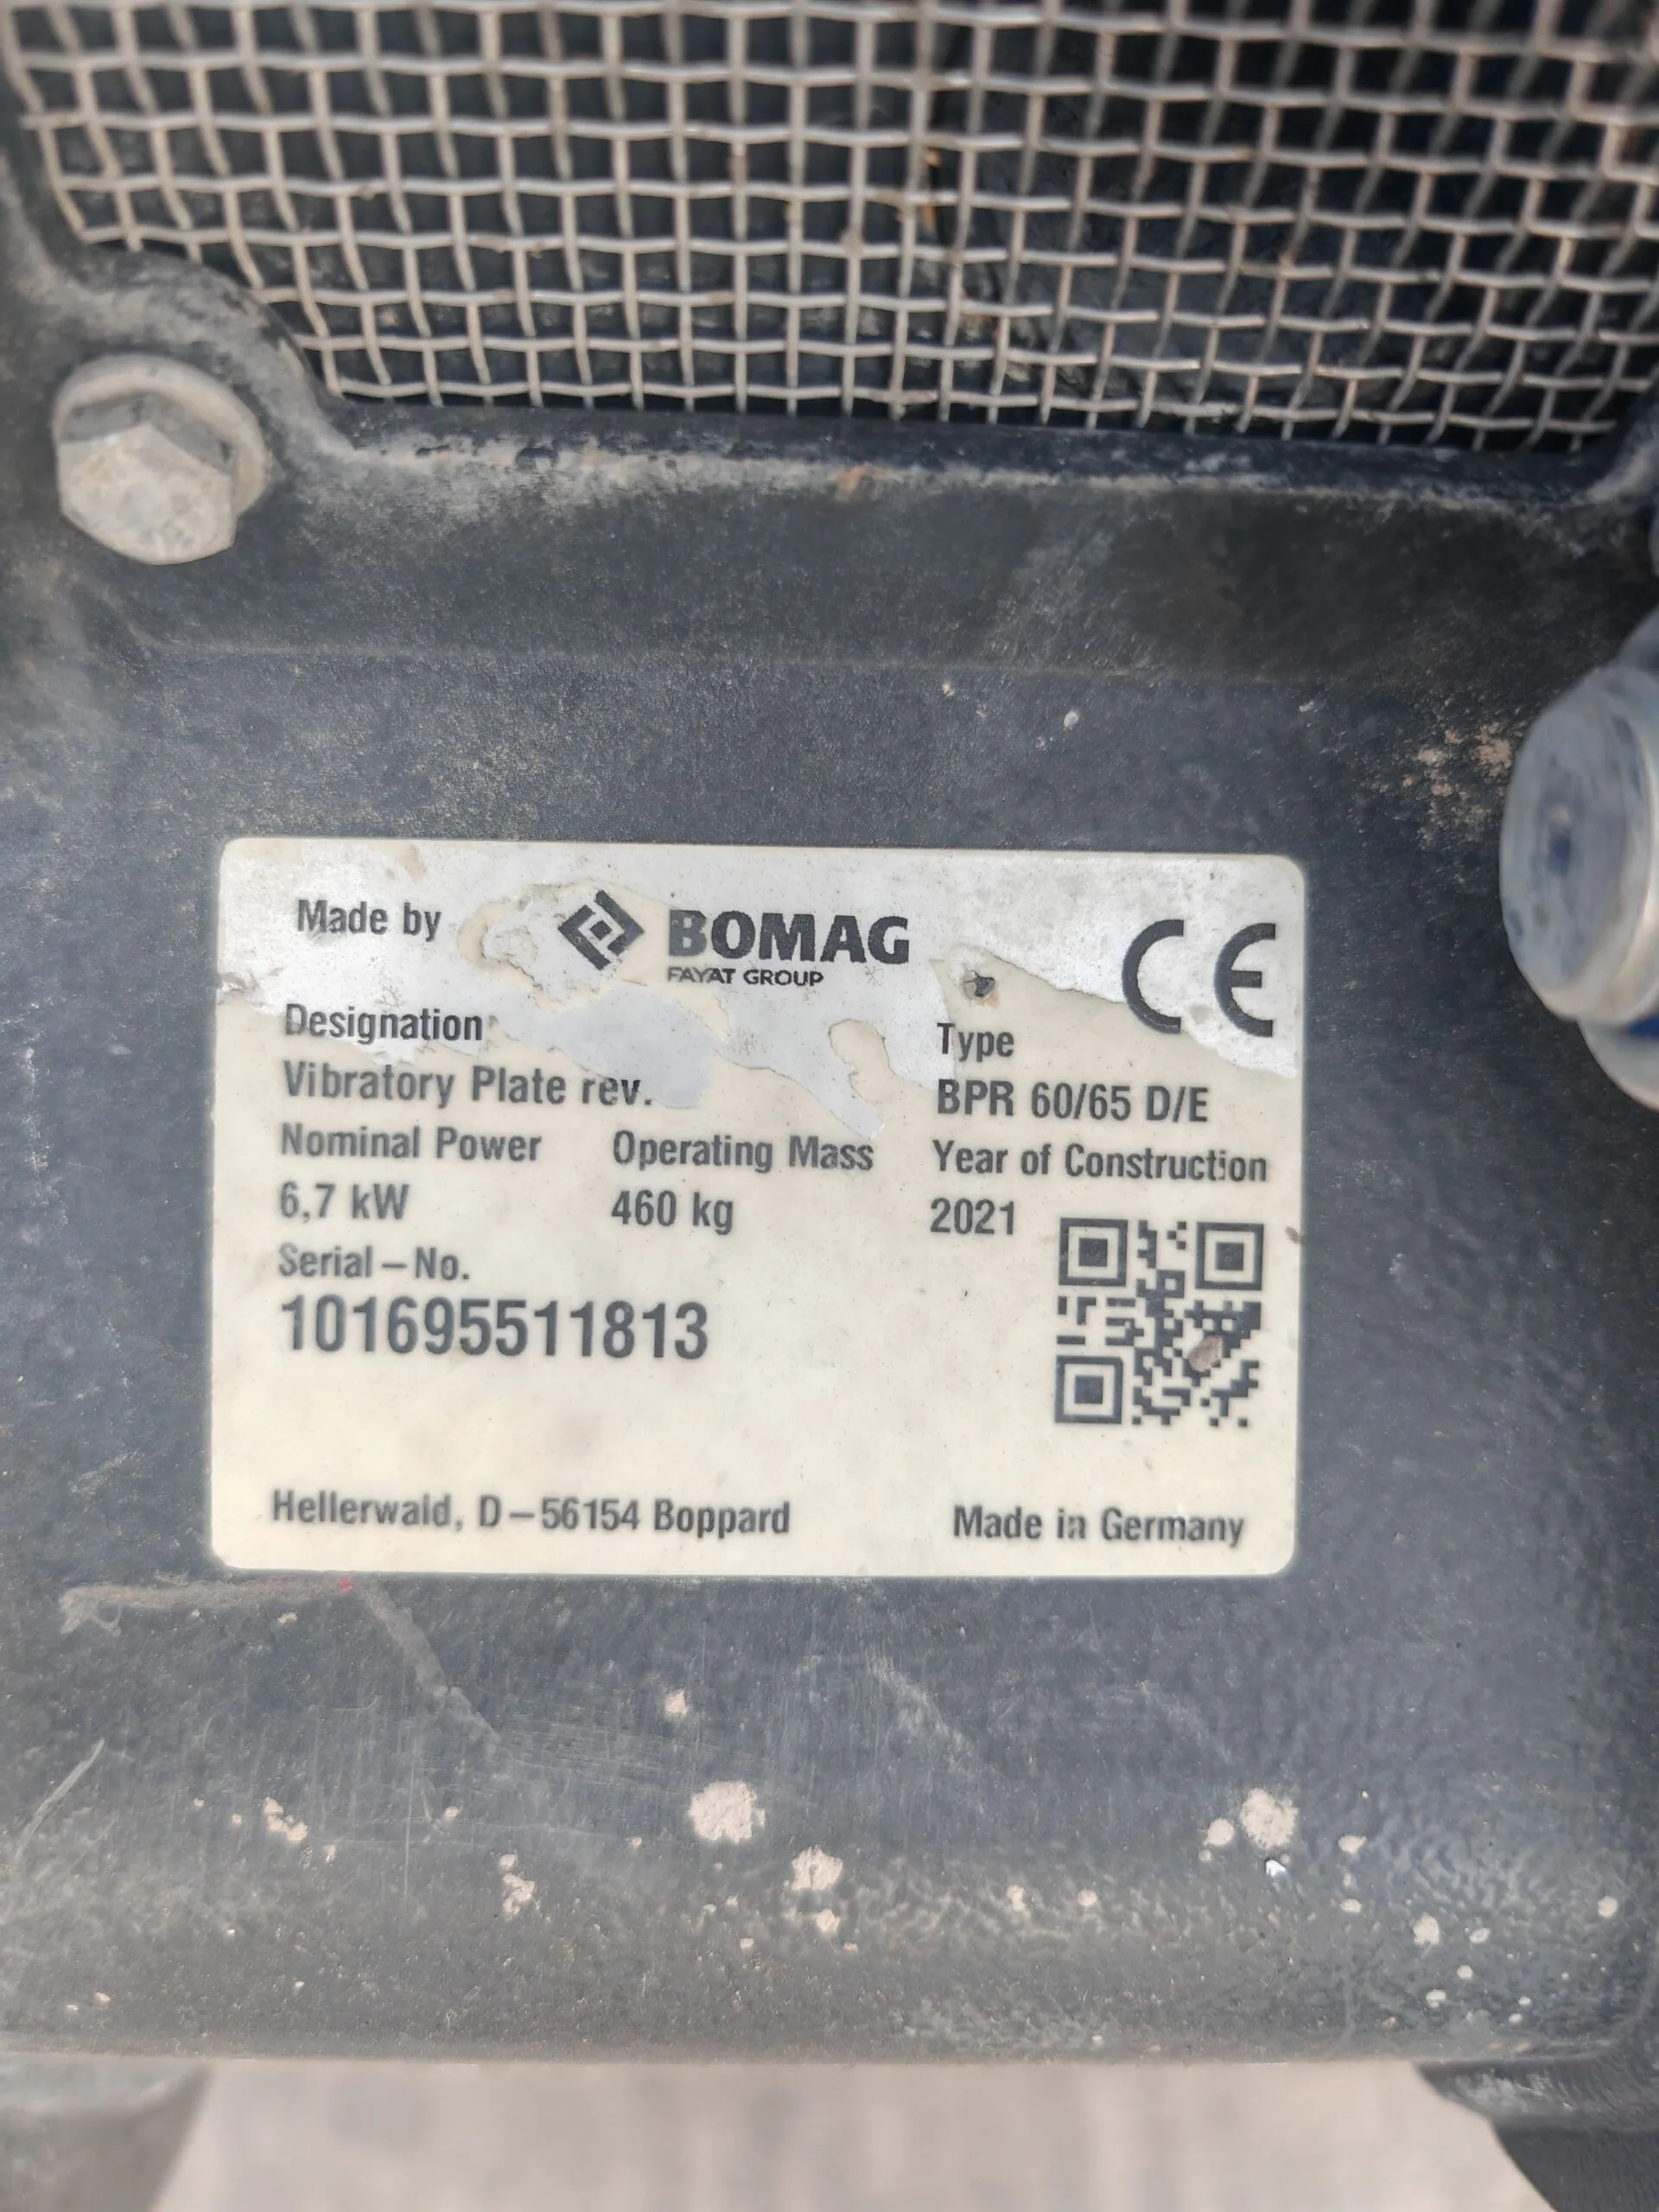 Made by BOMAG CE
FAYAT GROUP
Designation Type
Vibratory Plate rev. BPR 60/65 D/E
Nominal Power Operating Mass Year of Construction
6,7 kW 460 kg 2021
Serial – No.
101695511813
Hellerwald, D – 56154 Boppard Made in Germany